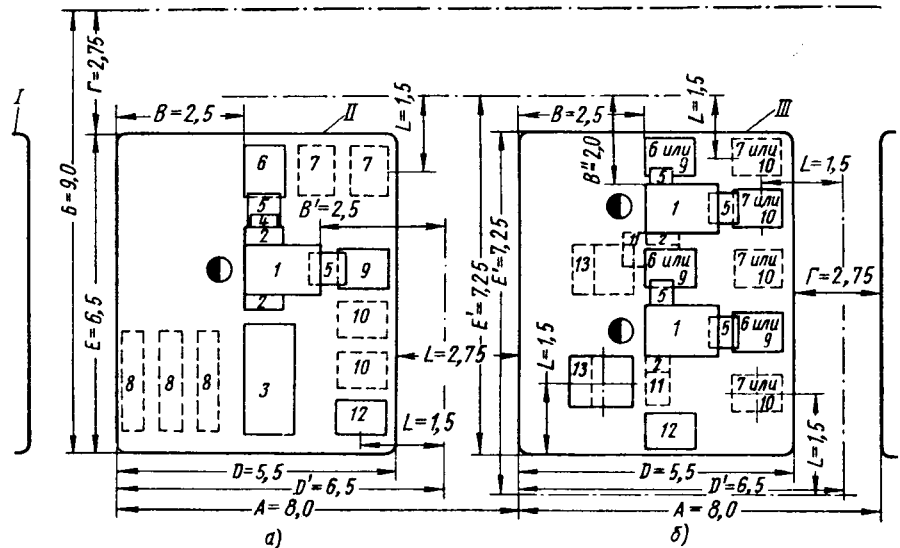 I
Б=9,0
Г=2,75
В=2,5
II
L=1,5
В=2,5
В"=2,0
L=1,5
III
L=1,5
6
7
7
5
4
2
В'=2,5
1
5
9
2
10
10
8
8
8
3
12
E=6,5
L=2,75
L=1,5
E'=7,25
E'=7,25
6 или 9
5
7 или 10
1
5
7 или 10
11
2
13
6 или 9
7 или 10
5
Г=2,75
1
5
6 или 9
L=1,5
13
2
11
7 или 10
L=1,5
12
D=5,5
D'=6,5
A=8,0
а)
D=5,5
D'=6,5
A=8,0
б)